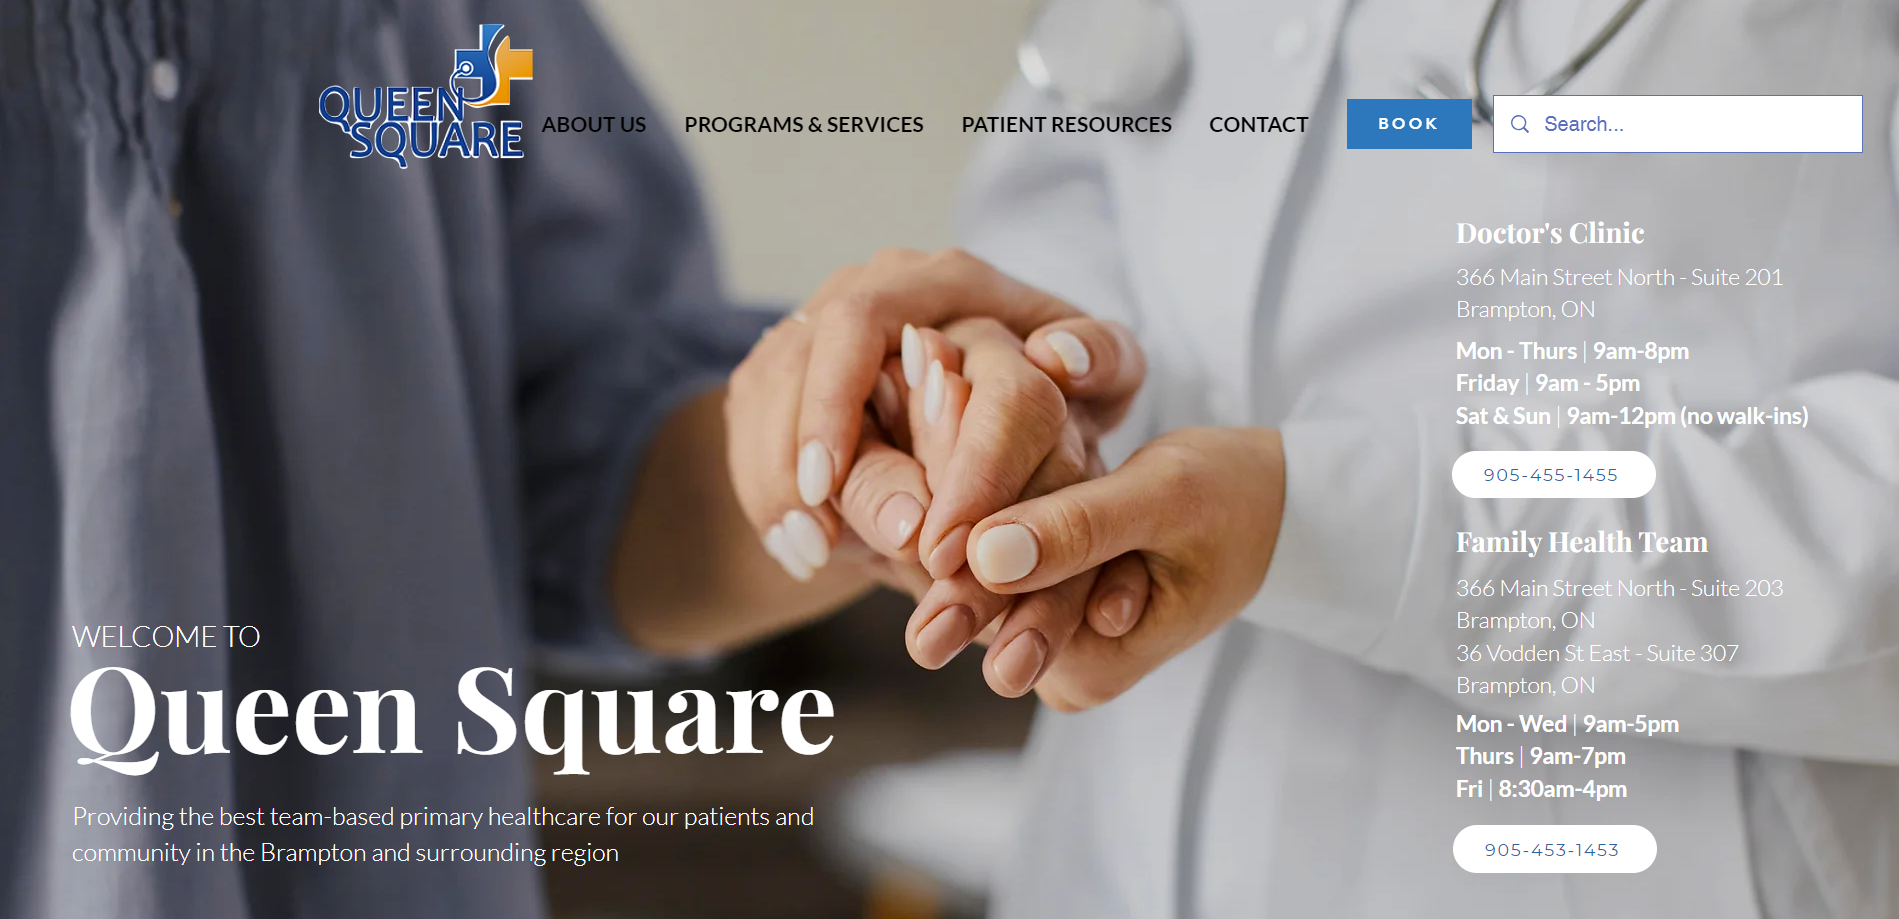 QUEEN
SQUARE
ABOUT US
PROGRAMS & SERVICES
PATIENT RESOURCES
CONTACT
BOOK
Search...
Doctor's Clinic
366 Main Street North - Suite 201
Brampton, ON
Mon - Thurs | 9am-8pm
Friday | 9am - 5pm
Sat & Sun | 9am-12pm (no walk-ins)
905-455-1455
Family Health Team
366 Main Street North - Suite 203
Brampton, ON
36 Vodden St East - Suite 307
Brampton, ON
Mon - Wed | 9am-5pm
Thurs | 9am-7pm
Fri | 8:30am-4pm
905-453-1453
WELCOME TO
Queen Square
Providing the best team-based primary healthcare for our patients and
community in the Brampton and surrounding region